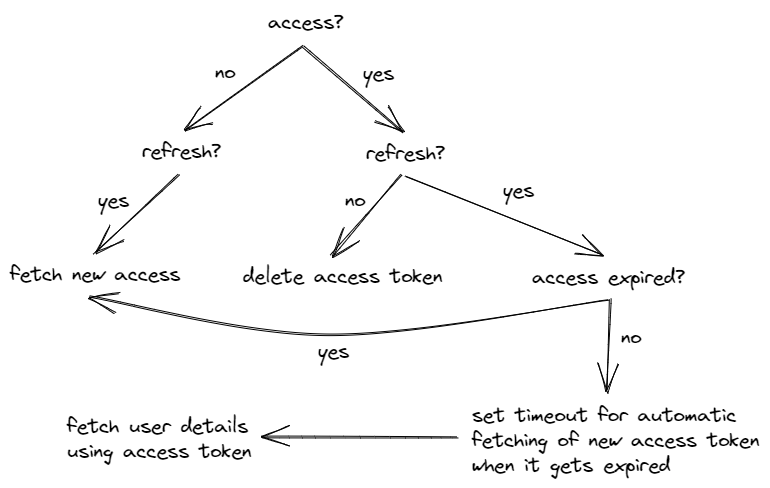 access?
no
yes
refresh?
refresh?
yes
no
yes
fetch new access
delete access token
access expired?
yes
no
fetch user details
using access token
set timeout for automatic
fetching of new access token
when it gets expired